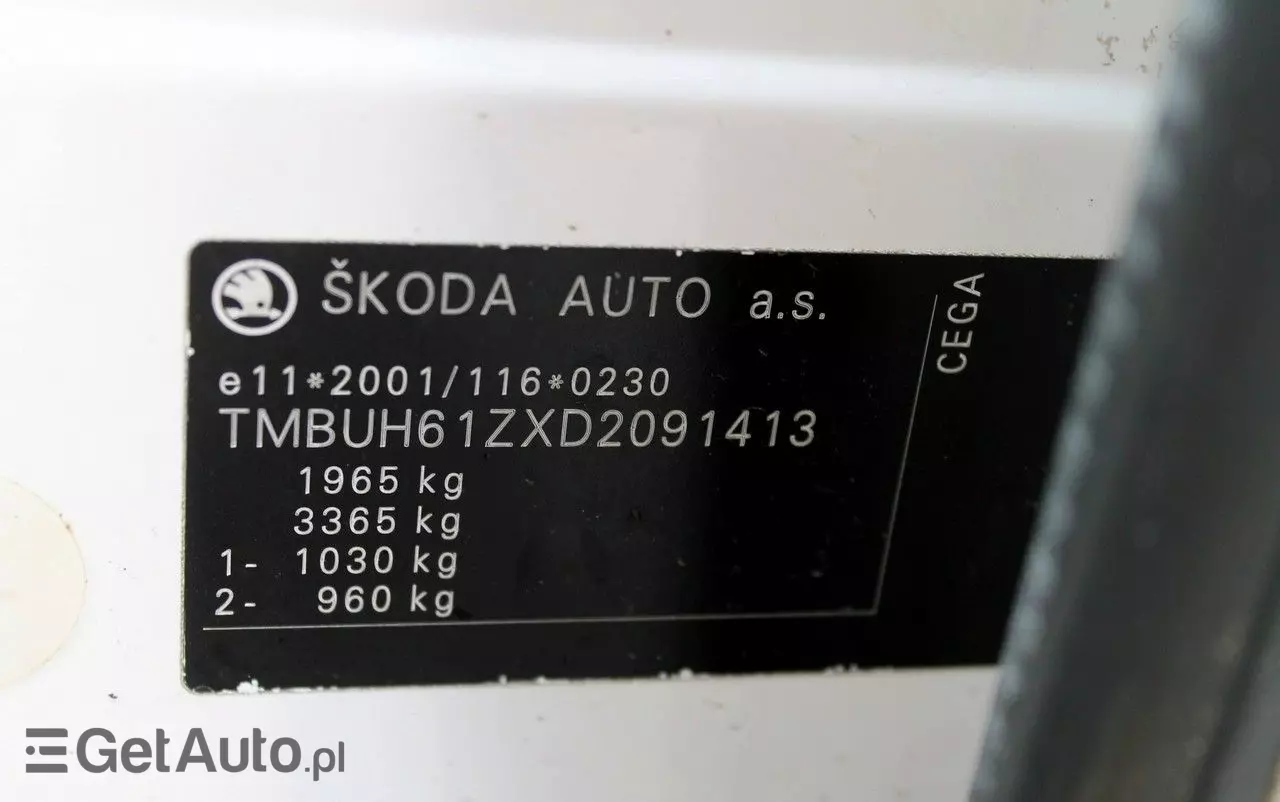 ŠKODA AUTO a.s.
e11*2001/116*0230
TMBUH61ZXD2091413
1965 kg
3365 kg
1- 1030 kg
2- 960 kg
CEGA
GetAuto.pl